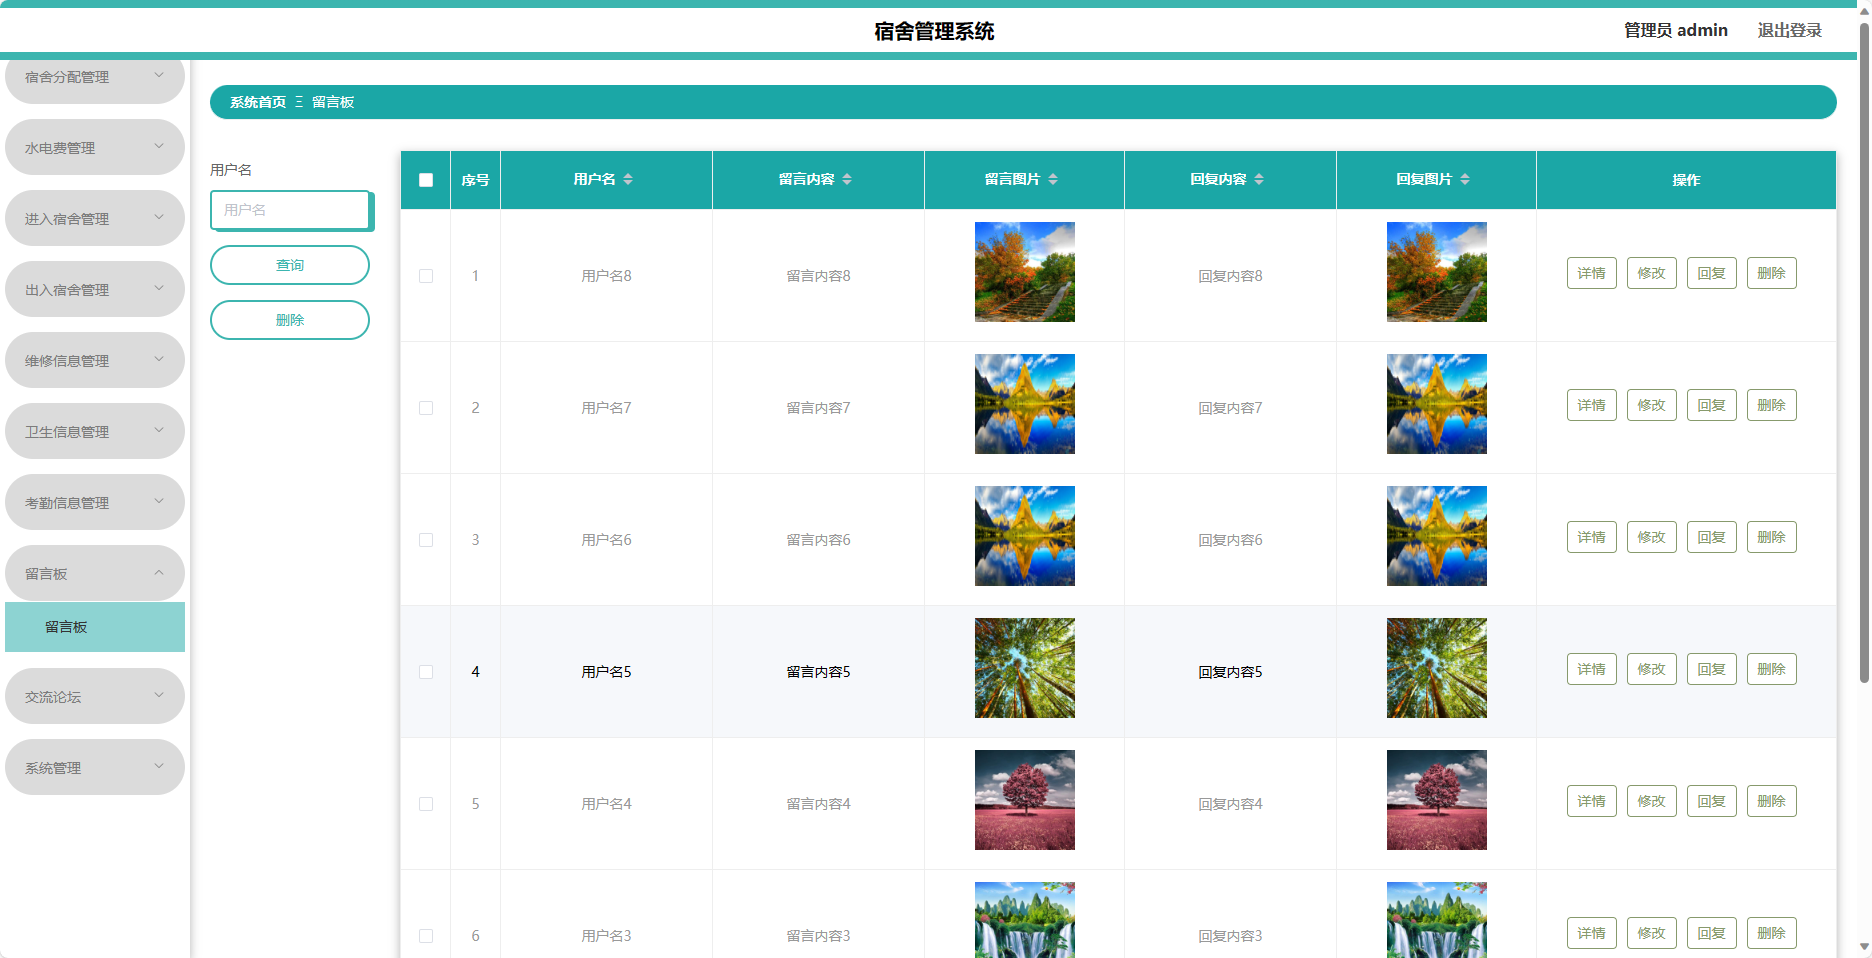 宿舍管理系统
管理员 admin
退出登录
宿舍分配管理
水电费管理
进入宿舍管理
出入宿舍管理
维修信息管理
卫生信息管理
考勤信息管理
留言板
留言板
交流论坛
系统管理
系统首页 Ξ 留言板
用户名
用户名
查询
删除
序号 用户名 留言内容 留言图片 回复内容 回复图片 操作
1 用户名8 留言内容8 回复内容8 详情 修改 回复 删除
2 用户名7 留言内容7 回复内容7 详情 修改 回复 删除
3 用户名6 留言内容6 回复内容6 详情 修改 回复 删除
4 用户名5 留言内容5 回复内容5 详情 修改 回复 删除
5 用户名4 留言内容4 回复内容4 详情 修改 回复 删除
6 用户名3 留言内容3 回复内容3 详情 修改 回复 删除